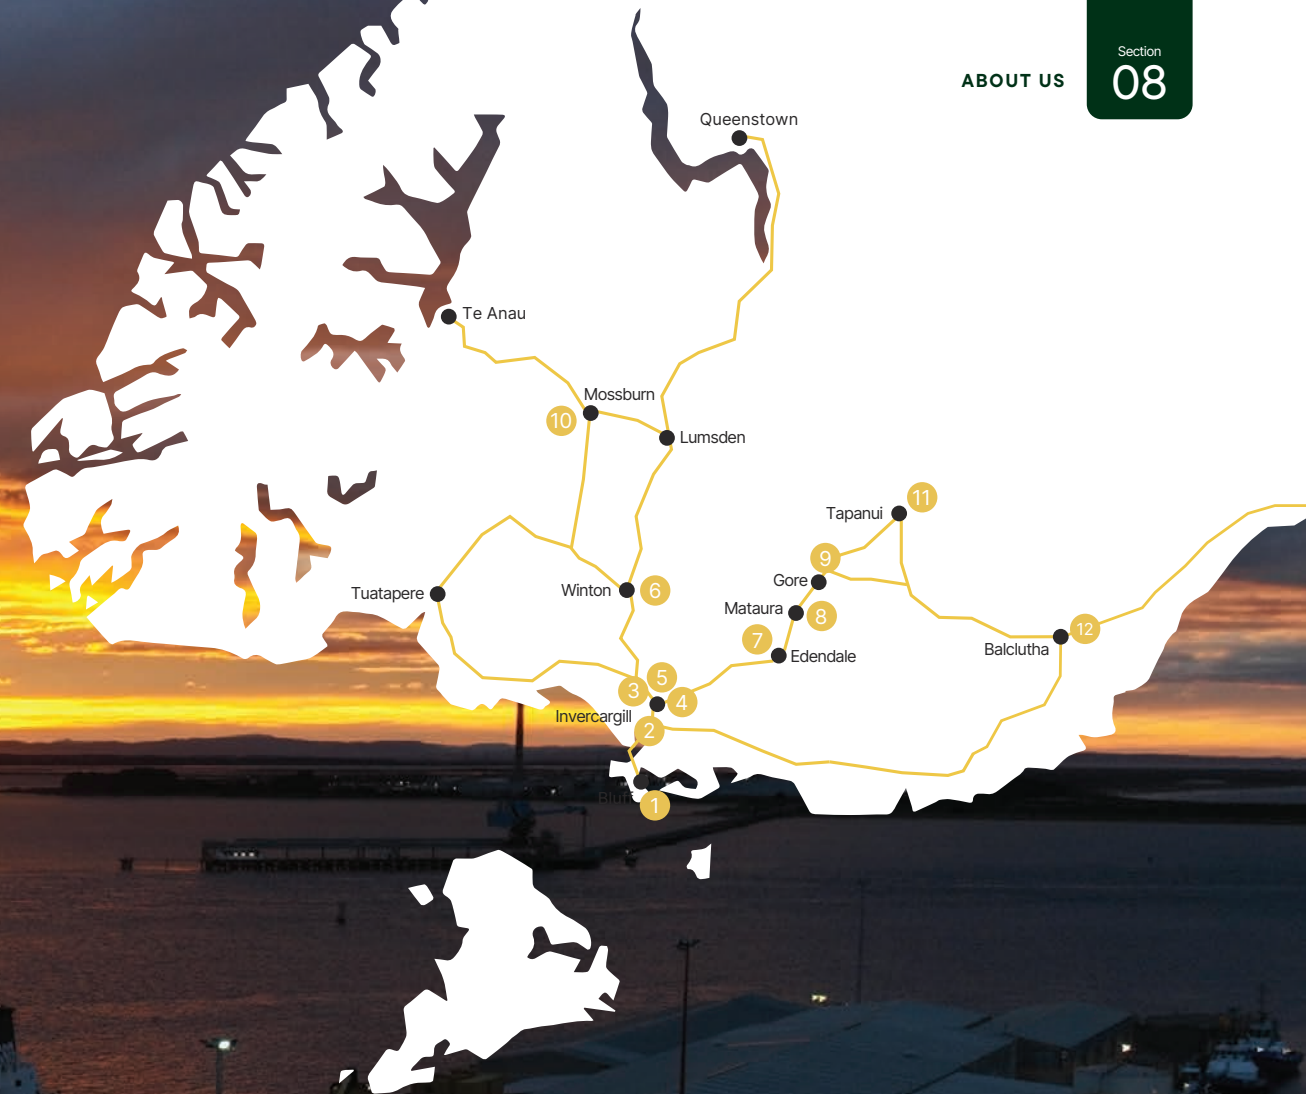 Section
ABOUT US
08
Queenstown
Te Anau
Mossburn
10
Lumsden
11
Tapanui
9
Gore
Tuatapere
Winton
6
Mataura
8
12
7
Edendale
Balclutha
5
3
4
Invercargill
2
Bluff
1